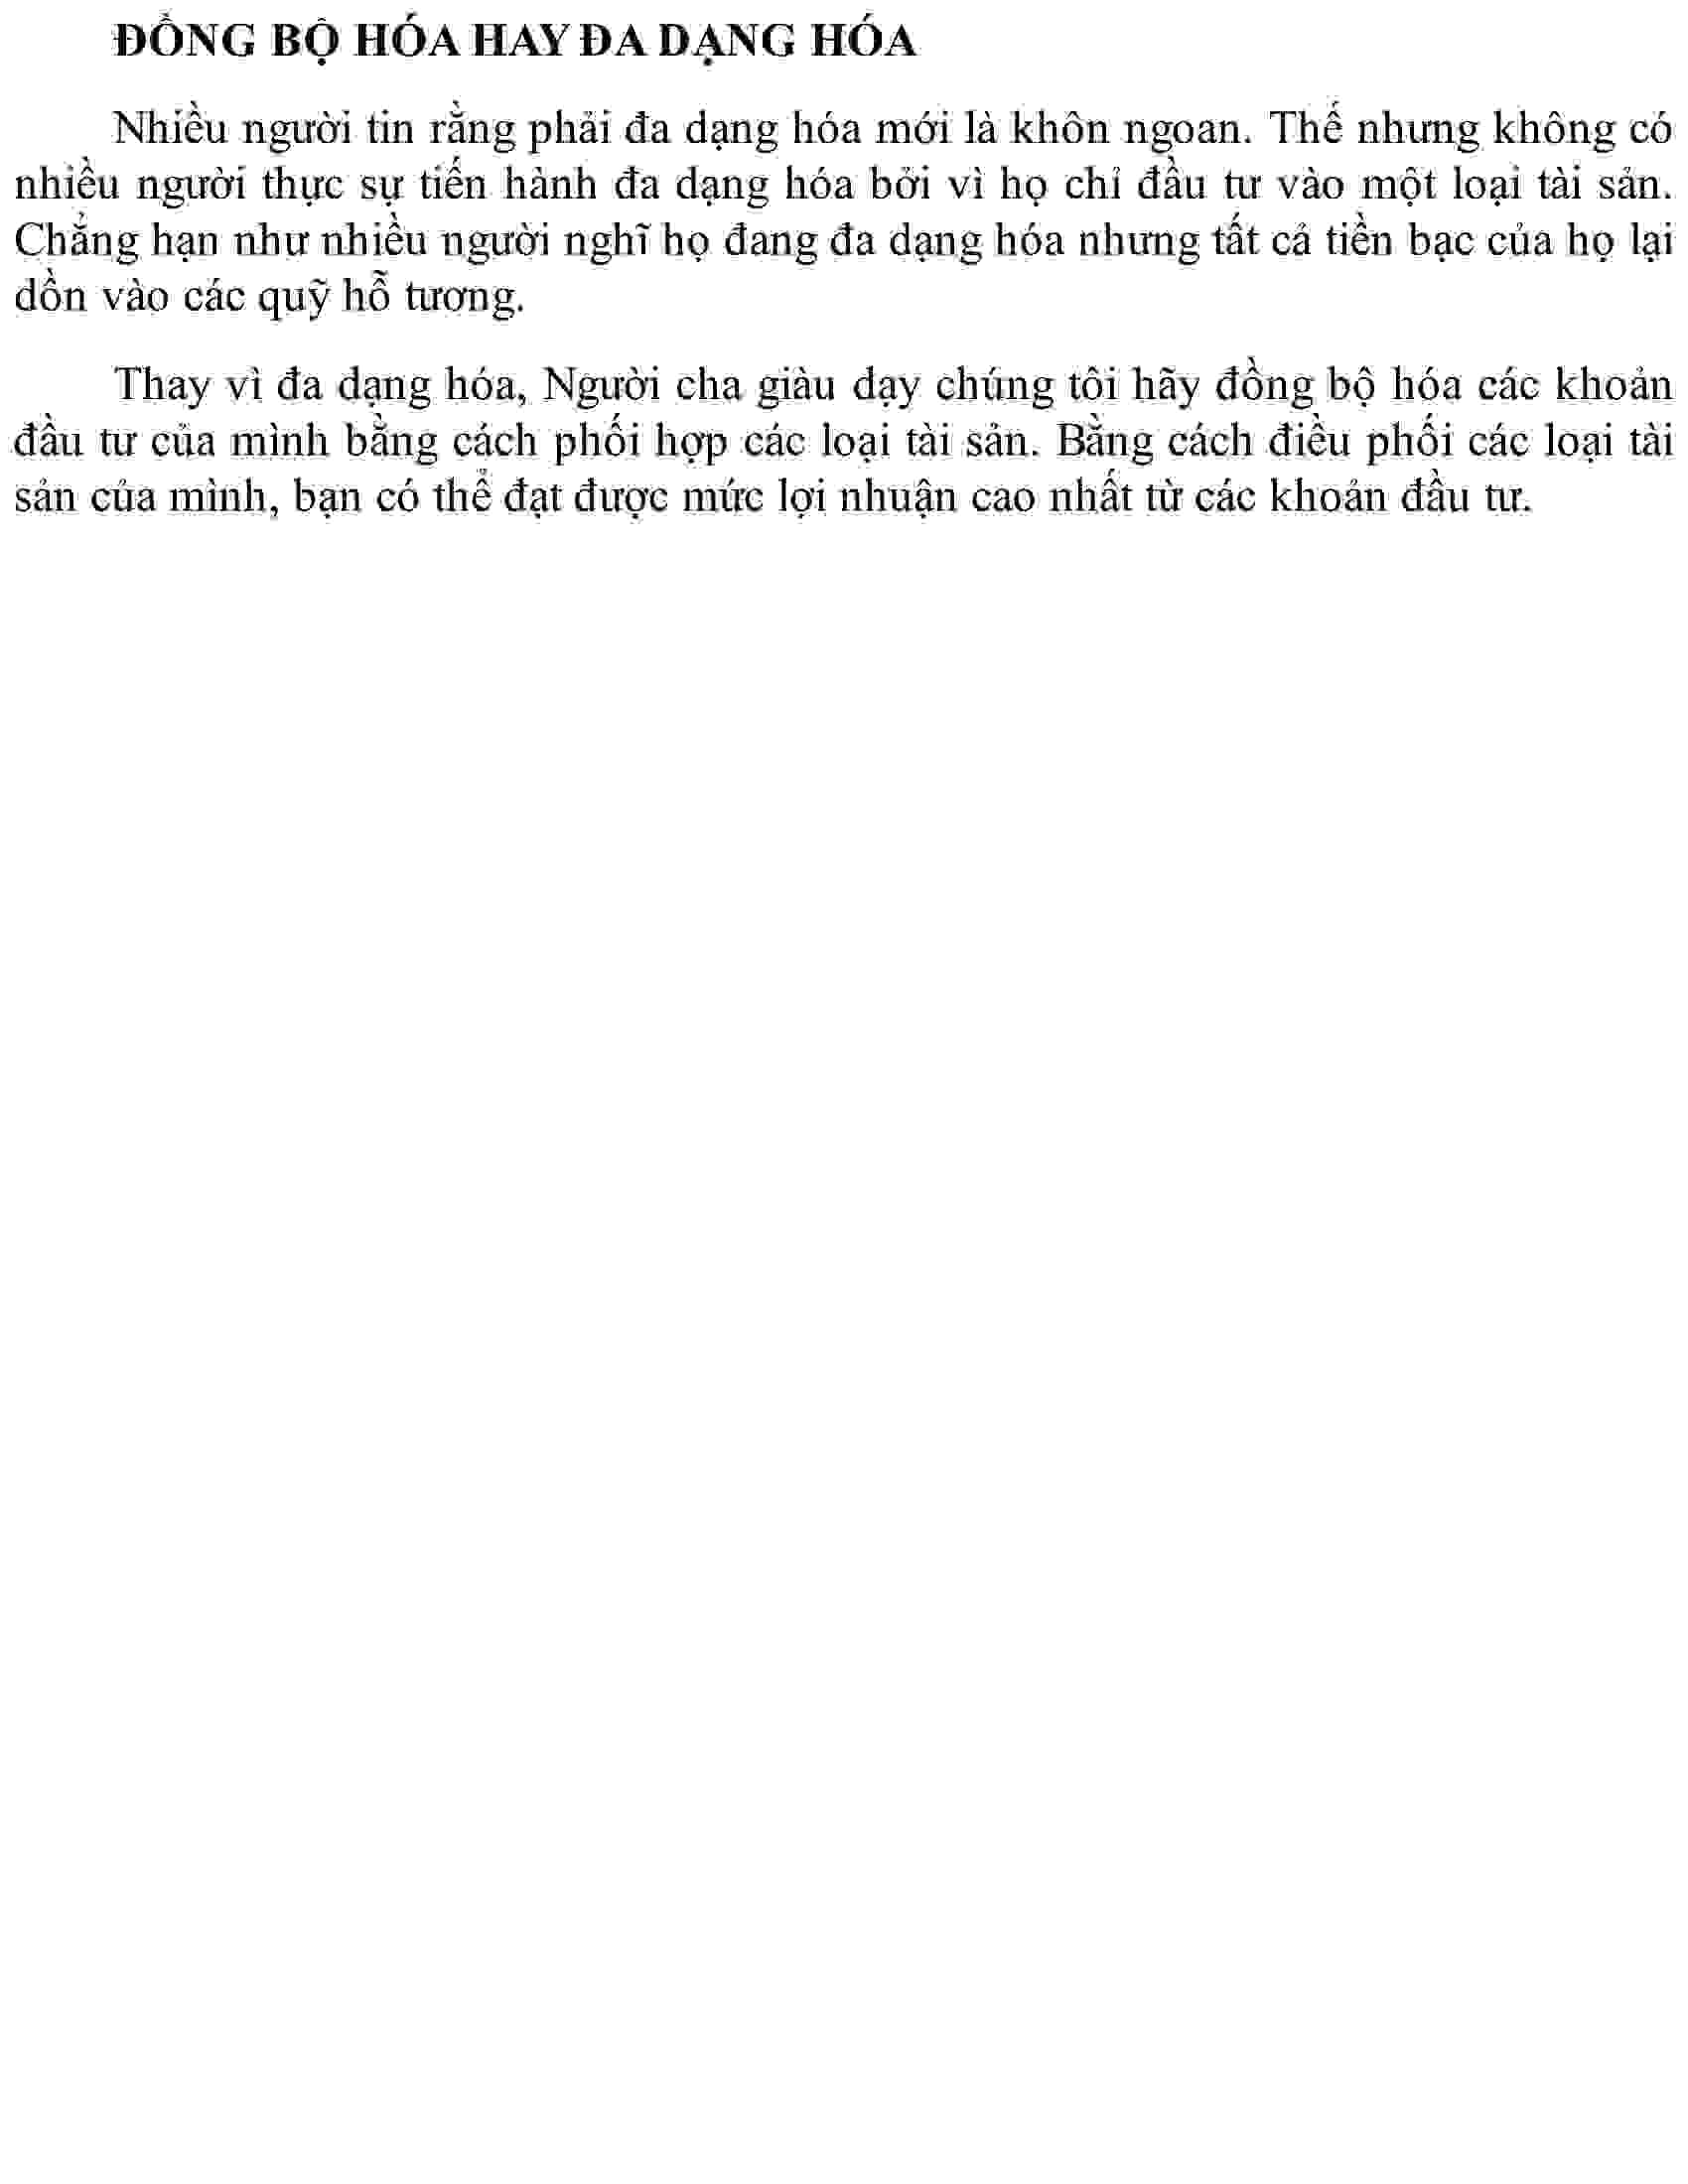 ĐỒNG BỘ HÓA HAY ĐA DẠNG HÓA
Nhiều người tin rằng phải đa dạng hóa mới là khôn ngoan. Thế nhưng không có
nhiều người thực sự tiến hành đa dạng hóa bởi vì họ chỉ đầu tư vào một loại tài sản.
Chẳng hạn như nhiều người nghĩ họ đang đa dạng hóa nhưng tất cả tiền bạc của họ lại
dồn vào các quỹ hỗ tương.
Thay vì đa dạng hóa, Người cha giàu dạy chúng tôi hãy đồng bộ hóa các khoản
đầu tư của mình bằng cách phối hợp các loại tài sản. Bằng cách điều phối các loại tài
sản của mình, bạn có thể đạt được mức lợi nhuận cao nhất từ các khoản đầu tư.